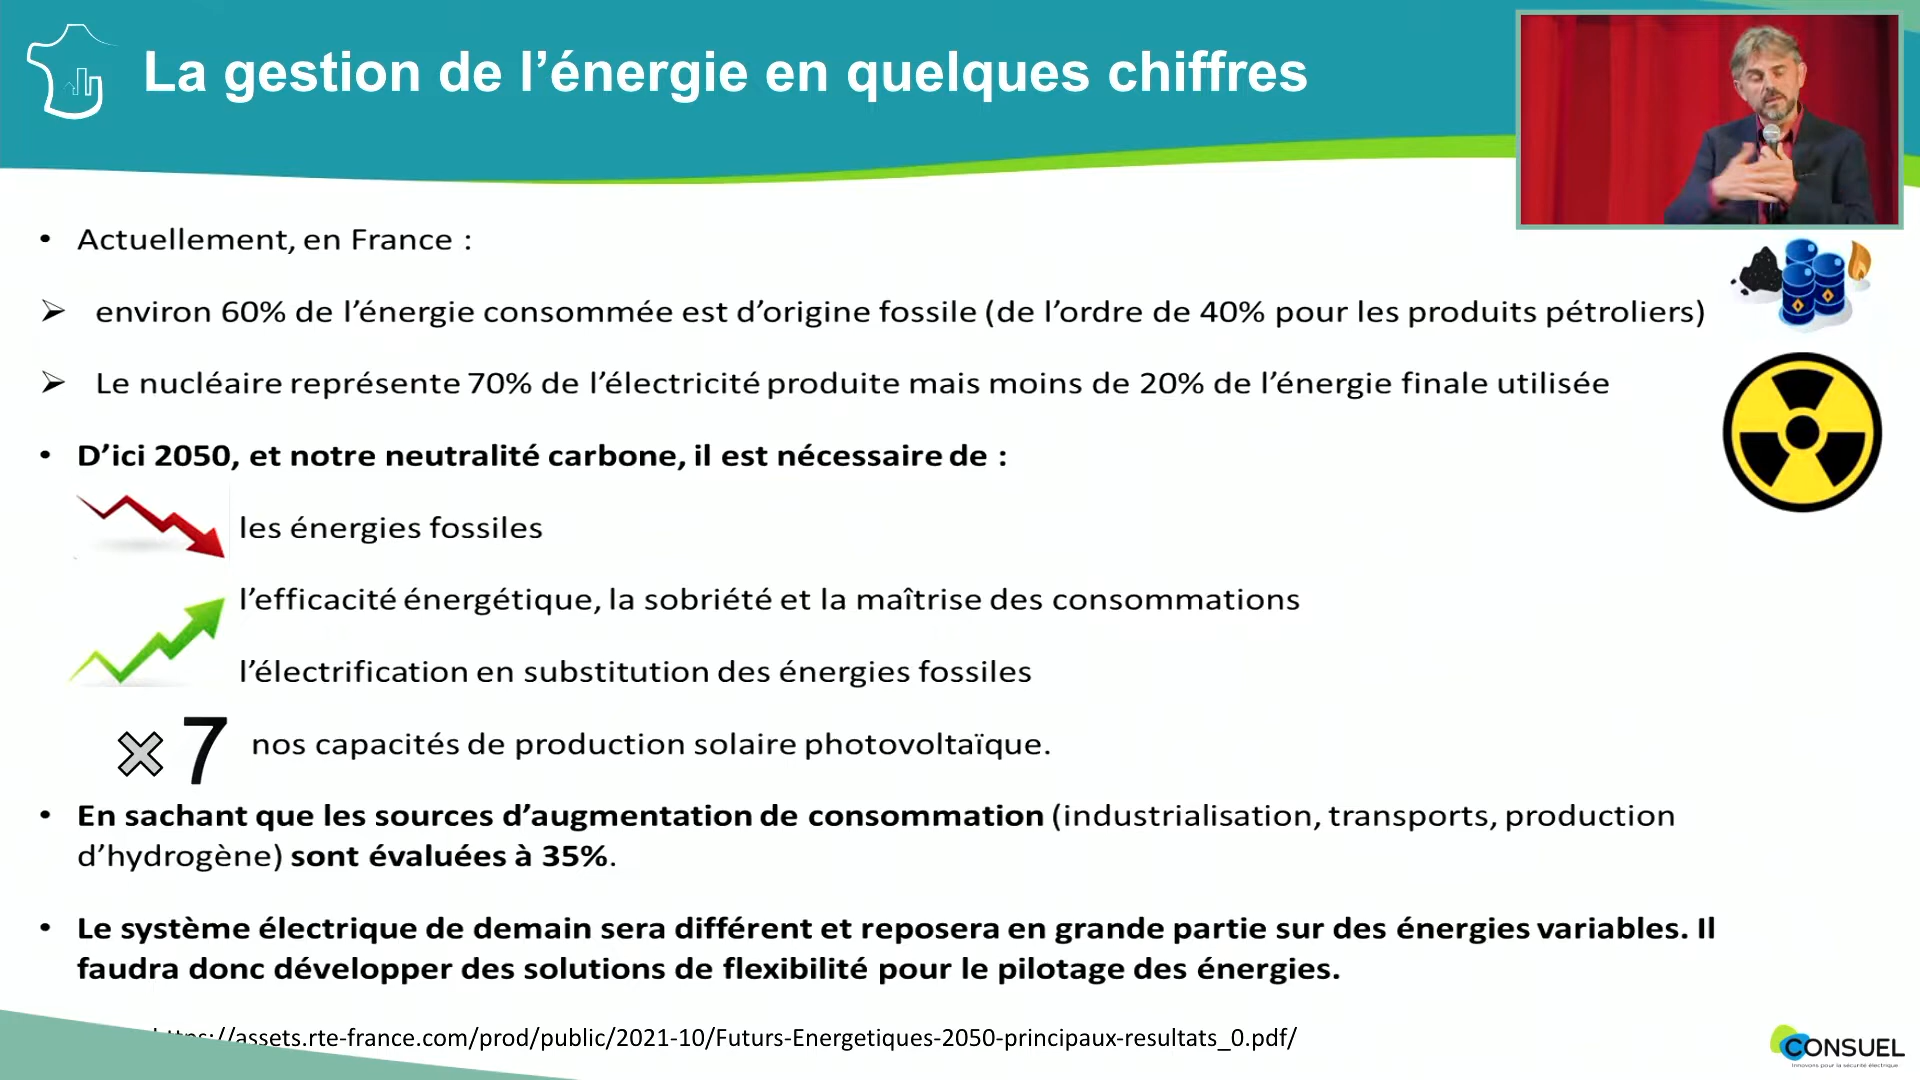 La gestion de l’énergie en quelques chiffres
• Actuellement, en France :
➢ environ 60% de l’énergie consommée est d’origine fossile (de l’ordre de 40% pour les produits pétroliers)
➢ Le nucléaire représente 70% de l’électricité produite mais moins de 20% de l’énergie finale utilisée
• D’ici 2050, et notre neutralité carbone, il est nécessaire de :
les énergies fossiles
l’efficacité énergétique, la sobriété et la maîtrise des consommations
l’électrification en substitution des énergies fossiles
× 7 nos capacités de production solaire photovoltaïque.
• En sachant que les sources d’augmentation de consommation (industrialisation, transports, production
d’hydrogène) sont évaluées à 35%.
• Le système électrique de demain sera différent et reposera en grande partie sur des énergies variables. Il
faudra donc développer des solutions de flexibilité pour le pilotage des énergies.
https://assets.rte-france.com/prod/public/2021-10/Futurs-Energetiques-2050-principaux-resultats_0.pdf/
CONSUEL
Innovons pour la sécurité électrique